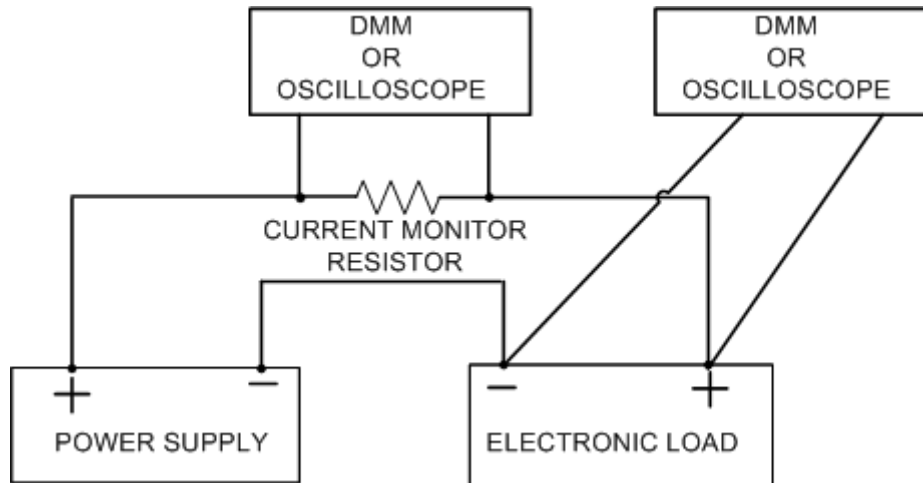 DMM
OR
OSCILLOSCOPE
DMM
OR
OSCILLOSCOPE
CURRENT MONITOR
RESISTOR
− 
+
POWER SUPPLY
−
+
ELECTRONIC LOAD